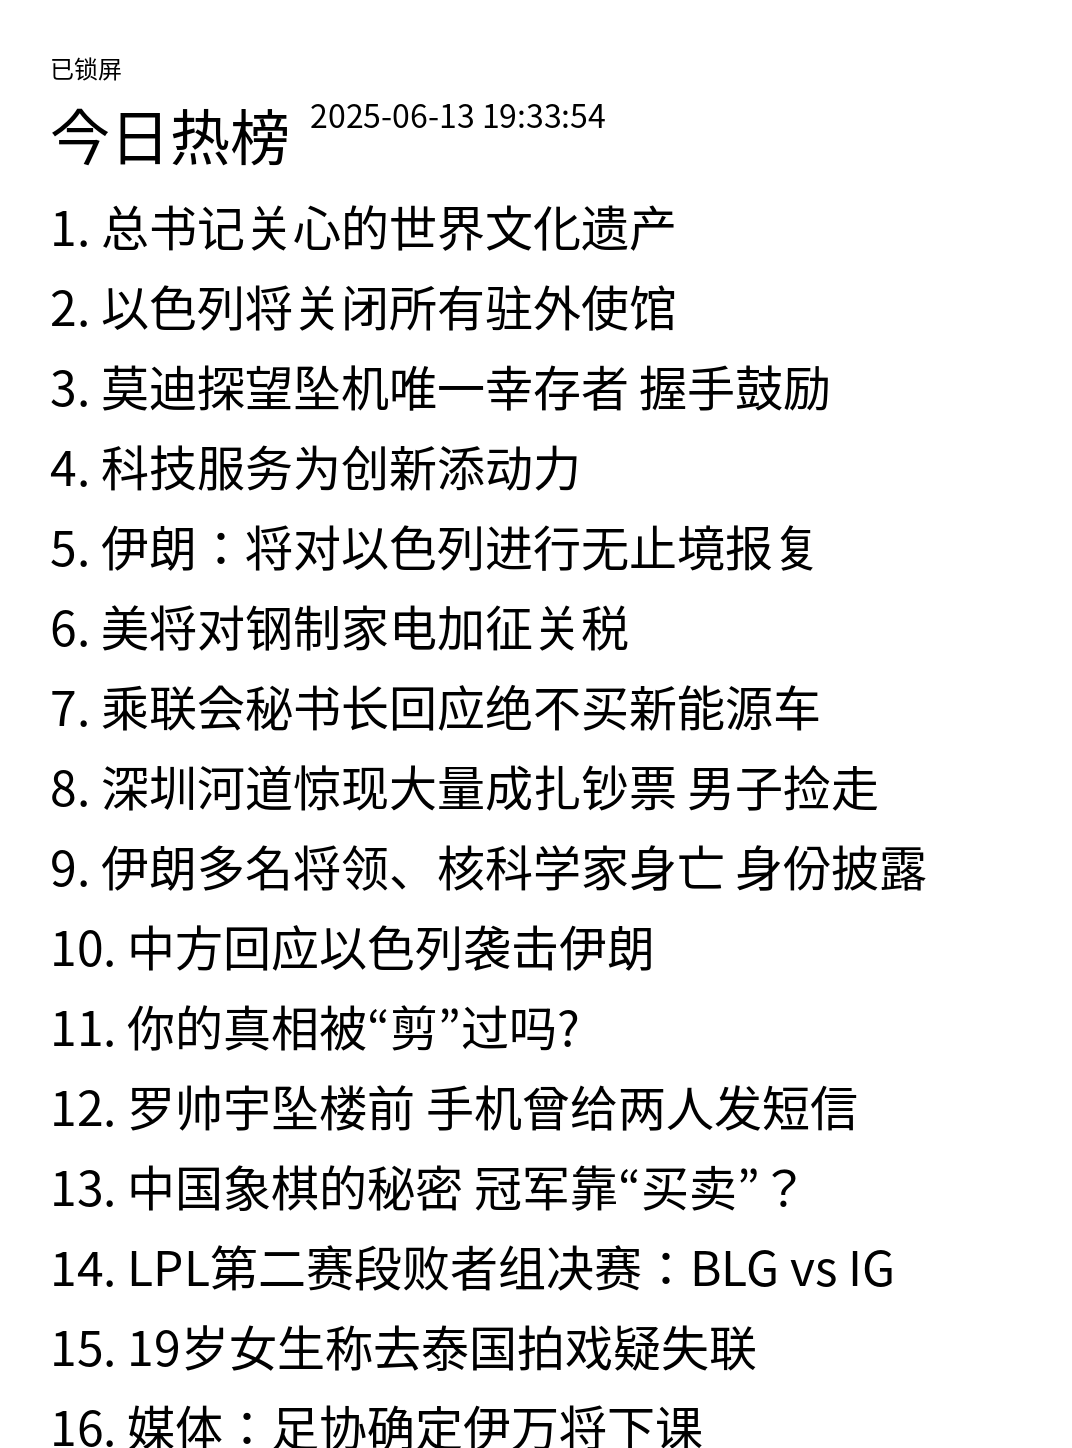 已锁屏
今日热榜 2025-06-13 19:33:54
1. 总书记关心的世界文化遗产
2. 以色列将关闭所有驻外使馆
3. 莫迪探望坠机唯一幸存者 握手鼓励
4. 科技服务为创新添动力
5. 伊朗：将对以色列进行无止境报复
6. 美将对钢制家电加征关税
7. 乘联会秘书长回应绝不买新能源车
8. 深圳河道惊现大量成扎钞票 男子捡走
9. 伊朗多名将领、核科学家身亡 身份披露
10. 中方回应以色列袭击伊朗
11. 你的真相被“剪”过吗?
12. 罗帅宇坠楼前 手机曾给两人发短信
13. 中国象棋的秘密 冠军靠“买卖”？
14. LPL第二赛段败者组决赛：BLG vs IG
15. 19岁女生称去泰国拍戏疑失联
16. 媒体：足协确定伊万将下课